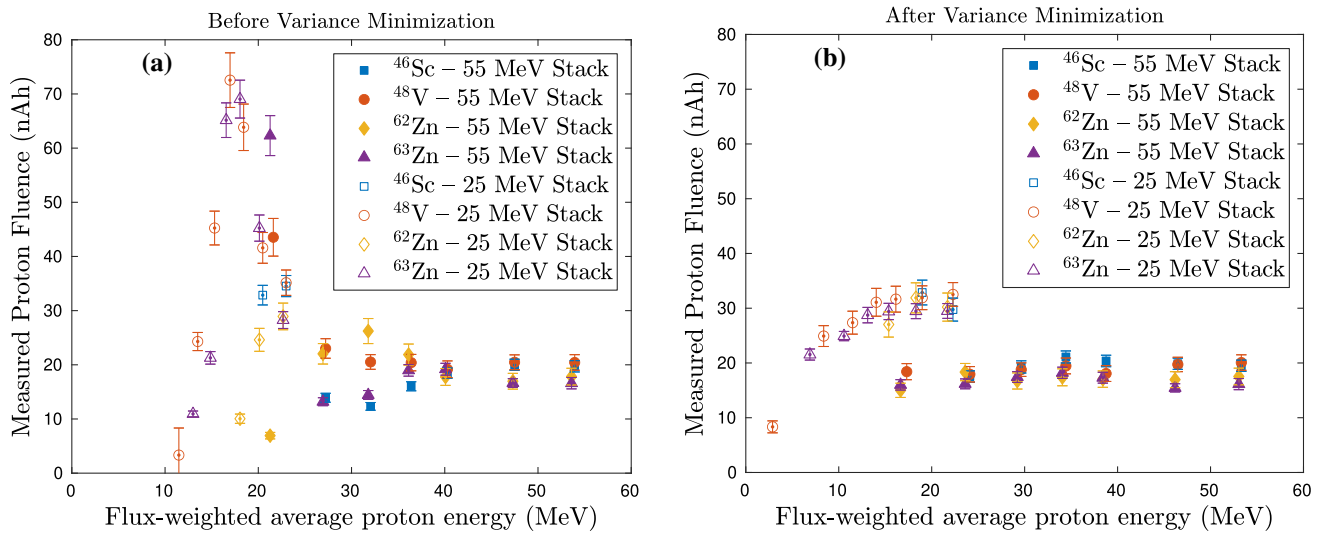 Before Variance Minimization
(a)
⁴⁶Sc – 55 MeV Stack
⁴⁸V – 55 MeV Stack
⁶²Zn – 55 MeV Stack
⁶³Zn – 55 MeV Stack
⁴⁶Sc – 25 MeV Stack
⁴⁸V – 25 MeV Stack
⁶²Zn – 25 MeV Stack
⁶³Zn – 25 MeV Stack
Measured Proton Fluence (nAh)
80
70
60
50
40
30
20
10
0
0 10 20 30 40 50 60
Flux-weighted average proton energy (MeV)
After Variance Minimization
(b)
⁴⁶Sc – 55 MeV Stack
⁴⁸V – 55 MeV Stack
⁶²Zn – 55 MeV Stack
⁶³Zn – 55 MeV Stack
⁴⁶Sc – 25 MeV Stack
⁴⁸V – 25 MeV Stack
⁶²Zn – 25 MeV Stack
⁶³Zn – 25 MeV Stack
Measured Proton Fluence (nAh)
80
70
60
50
40
30
20
10
0
0 10 20 30 40 50 60
Flux-weighted average proton energy (MeV)